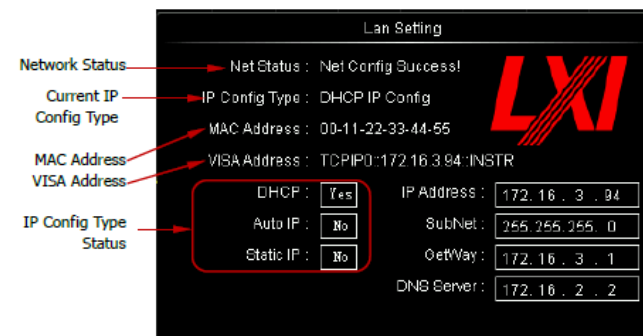 Lan Setting
Network Status
Net Status : Net Config Success!
LXI
Current IP
Config Type
IP Config Type : DHCP IP Config
MAC Address : 00-11-22-33-44-55
MAC Address
VISA Address
VISA Address : TCPIP0::172.16.3.94::INSTR
DHCP : Yes
IP Address : 172.16.3.94
IP Config Type
Status
Auto IP : No
SubNet : 255.255.255.0
Static IP : No
GetWay : 172.16.3.1
DNS Server : 172.16.2.2